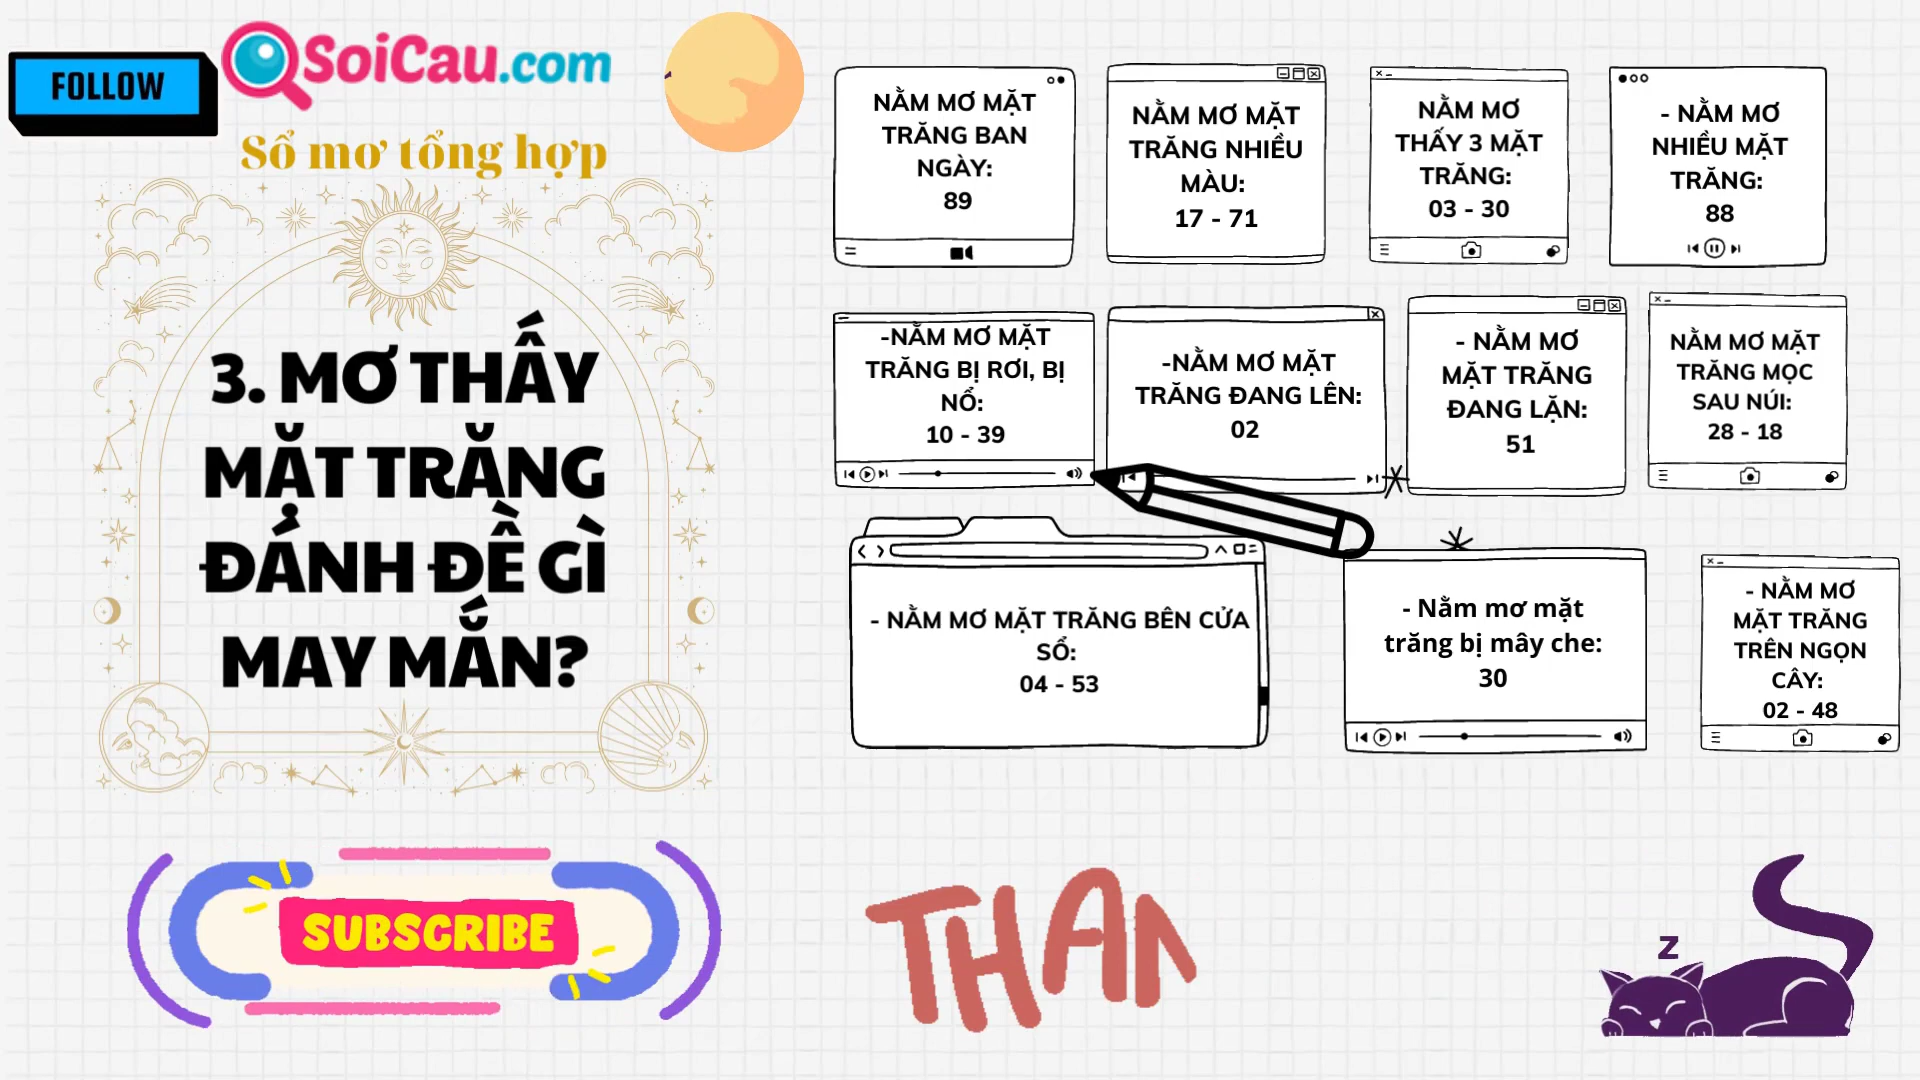 FOLLOW
SoiCau.com
Sổ mơ tổng hợp
3. MƠ THẤY
MẶT TRĂNG
ĐÁNH ĐỀ GÌ
MAY MẮN?
SUBSCRIBE
NẰM MƠ MẶT
TRĂNG BAN
NGÀY:
89
NẰM MƠ MẶT
TRĂNG NHIỀU
MÀU:
17 - 71
NẰM MƠ
THẤY 3 MẶT
TRĂNG:
03 - 30
- NẰM MƠ
NHIỀU MẶT
TRĂNG:
88
-NẰM MƠ MẶT
TRĂNG BỊ RƠI, BỊ
NỔ:
10 - 39
-NẰM MƠ MẶT
TRĂNG ĐANG LÊN:
02
- NẰM MƠ
MẶT TRĂNG
ĐANG LẶN:
51
NẰM MƠ MẶT
TRĂNG MỌC
SAU NÚI:
28 - 18
- NẰM MƠ MẶT TRĂNG BÊN CỬA
SỔ:
04 - 53
- Nằm mơ mặt
trăng bị mây che:
30
- NẰM MƠ
MẶT TRĂNG
TRÊN NGỌN
CÂY:
02 - 48
THAN
Z